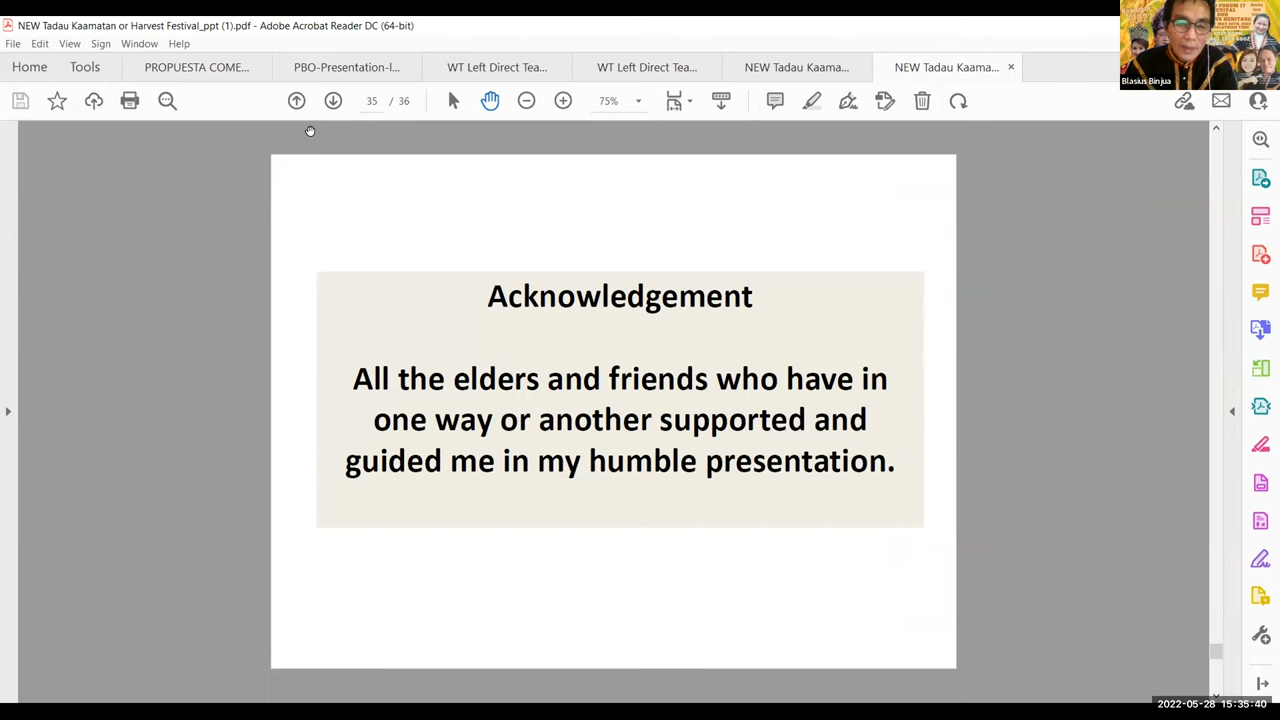 NEW Tadau Kaamatan or Harvest Festival_ppt (1).pdf - Adobe Acrobat Reader DC (64-bit)
File Edit View Sign Window Help
Home Tools PROPUESTA COME... PBO-Presentation-I... WT Left Direct Tea... WT Left Direct Tea... NEW Tadau Kaama... NEW Tadau Kaama... ×
35 / 36 75%
Blasius Binjua
Acknowledgement
All the elders and friends who have in
one way or another supported and
guided me in my humble presentation.
2022-05-28 15:35:40